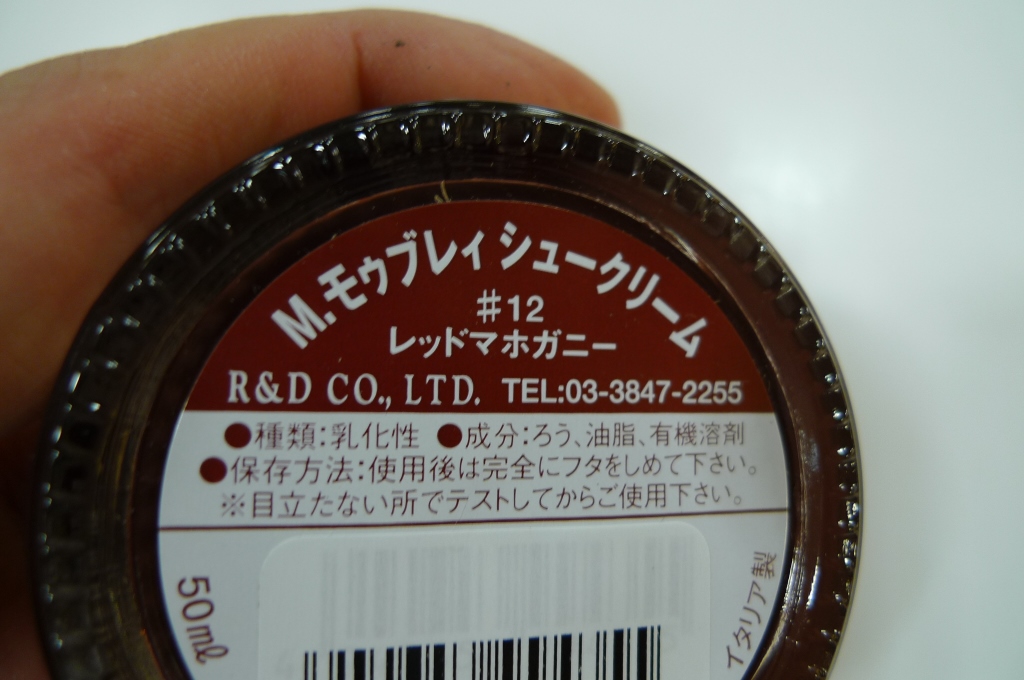 M.モゥブレィ シュークリーム
#12
レッドマホガニー
R&D CO., LTD. TEL:03-3847-2255
●種類:乳化性 ●成分:ろう、油脂、有機溶剤
●保存方法:使用後は完全にフタをしめて下さい。
※目立たない所でテストしてからご使用下さい。
50ml
イタリア製